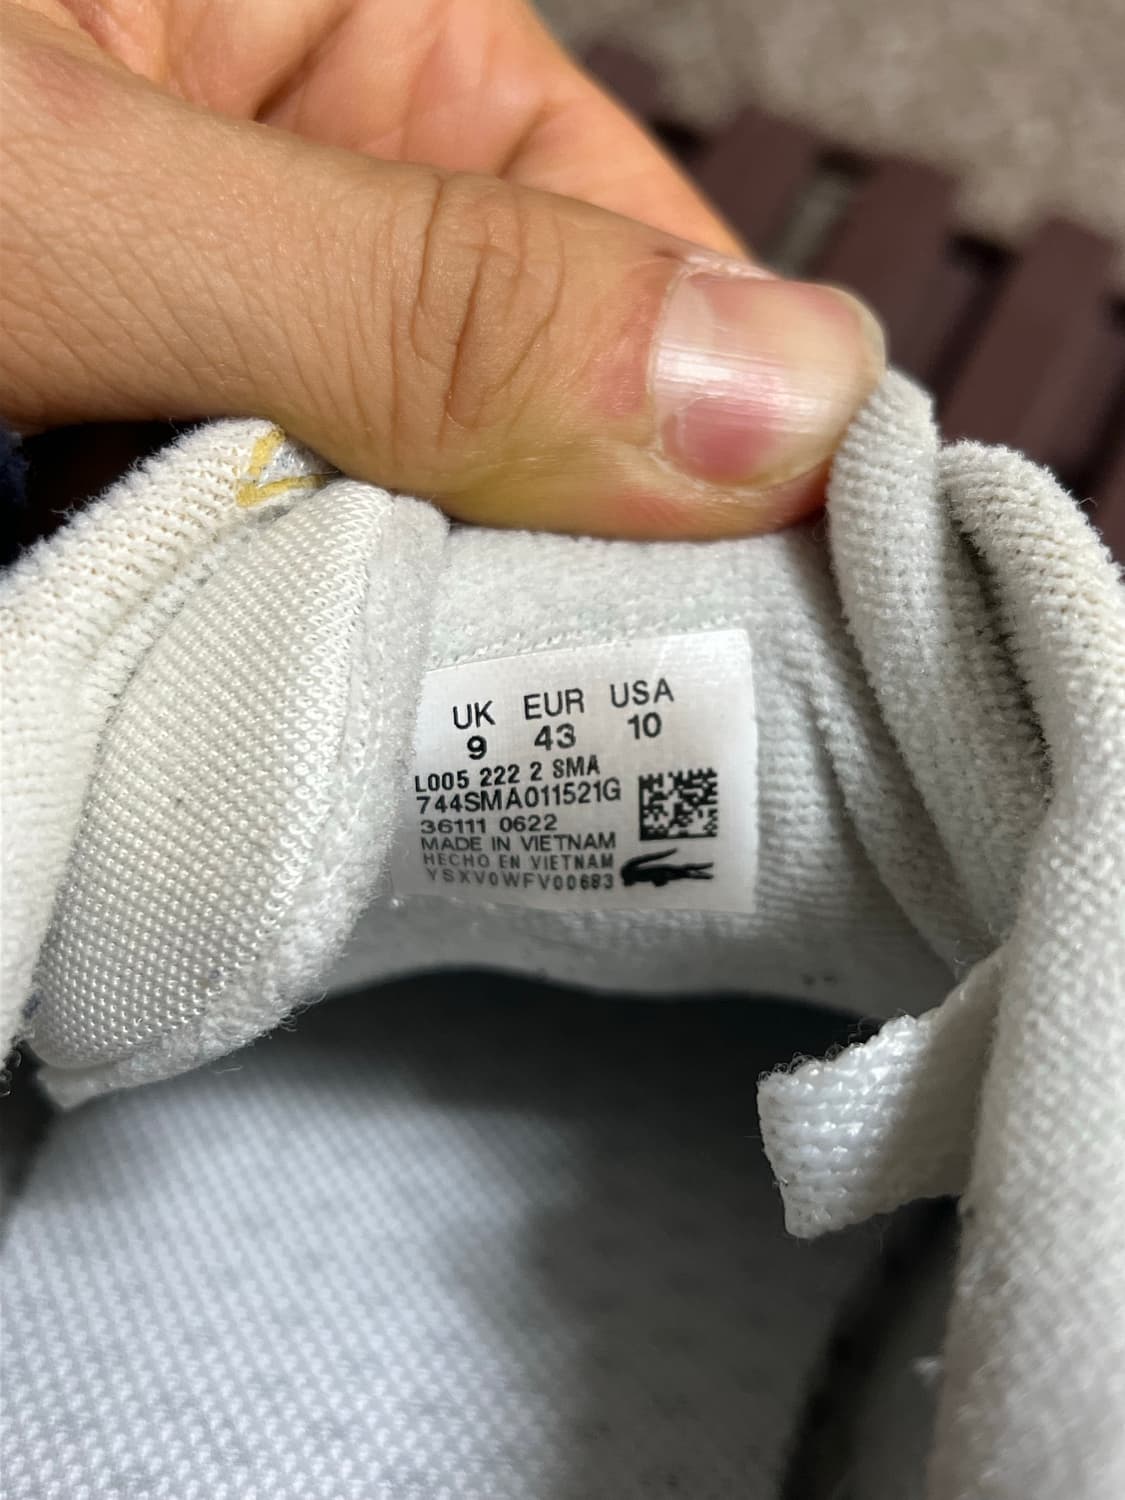 UK EUR USA
9 43 10
L005 222 2 SMA
744SMA011521G
36111 0622
MADE IN VIETNAM
HECHO EN VIETNAM
YSXV0WFV00683